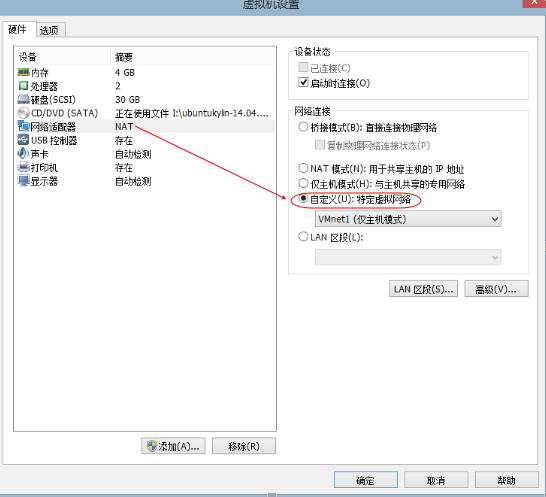 虚拟机设置
硬件 选项
设备 摘要
内存 4 GB
处理器 2
硬盘(SCSI) 30 GB
CD/DVD (SATA) 正在使用文件 I:\ubuntukylin-14.04....
网络适配器 NAT
USB 控制器 存在
声卡 自动检测
打印机 存在
显示器 自动检测
添加(A)... 移除(R)
设备状态
已连接(C)
启动时连接(O)
网络连接
桥接模式(B): 直接连接物理网络
复制物理网络连接状态(P)
NAT 模式(N): 用于共享主机的 IP 地址
仅主机模式(H): 与主机共享的专用网络
自定义(U): 特定虚拟网络
VMnet1 (仅主机模式)
LAN 区段(L):
LAN 区段(S)... 高级(V)...
确定 取消 帮助